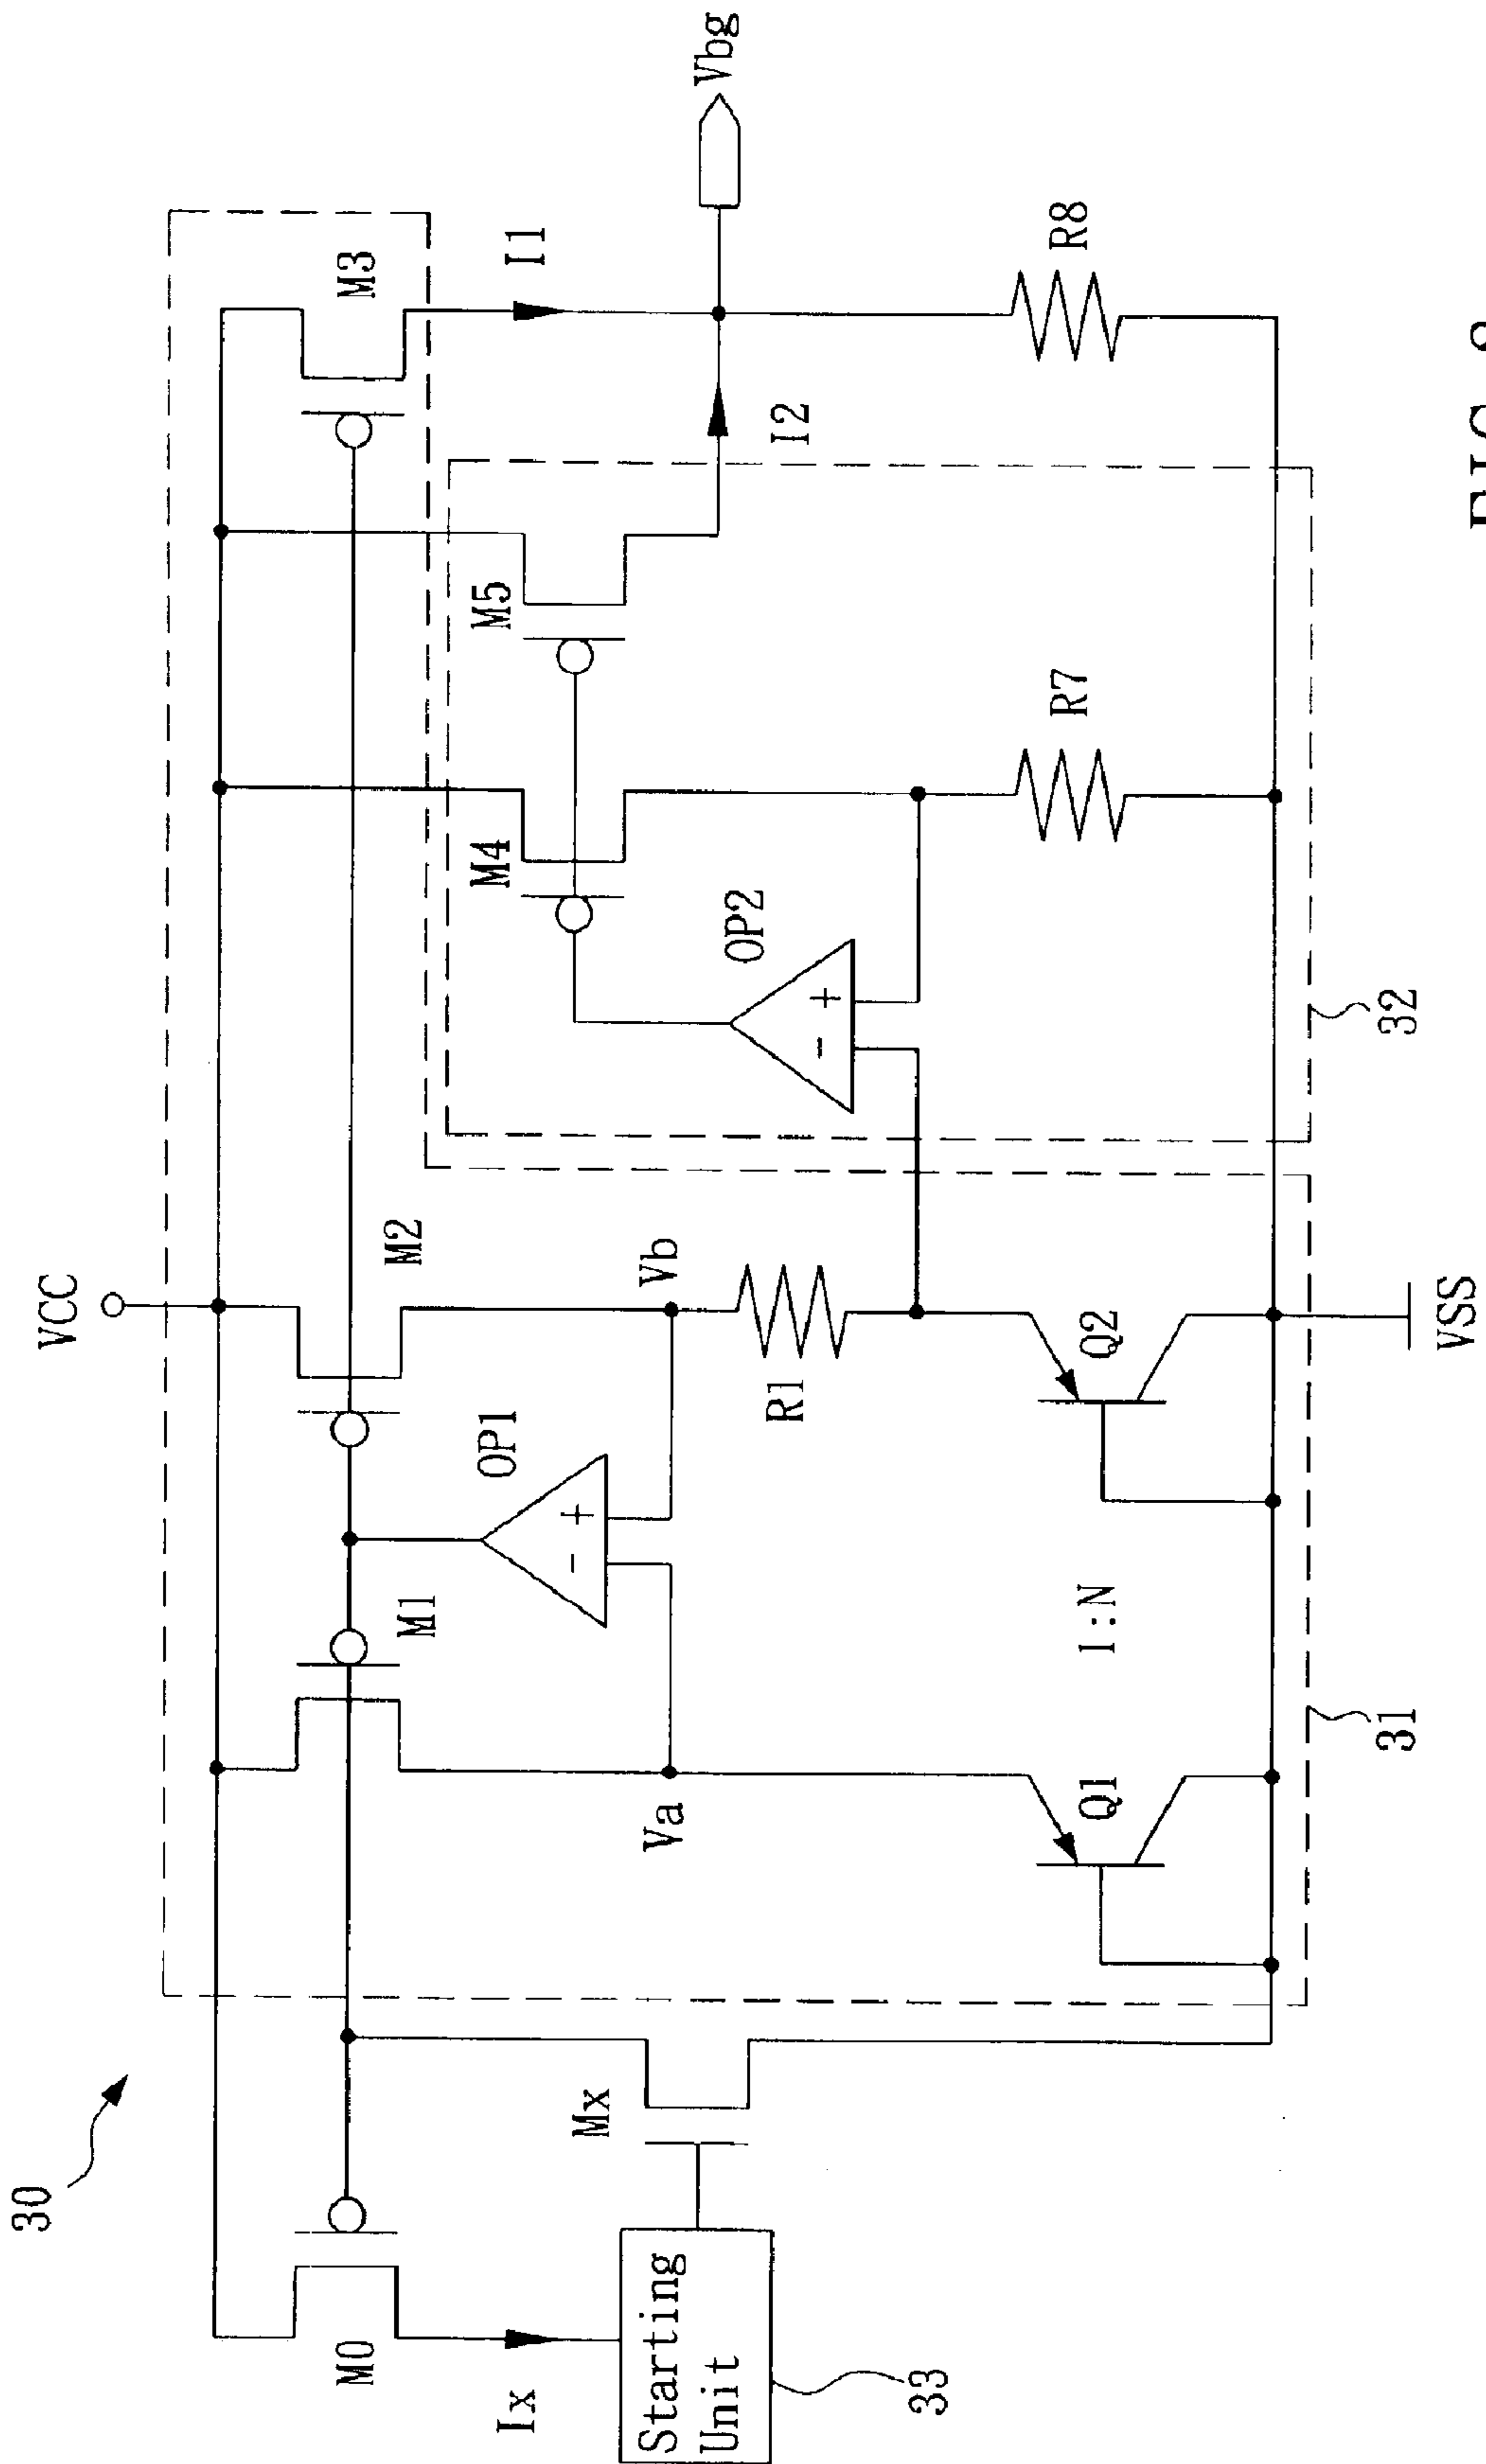 30
VCC
M0
Ix
Starting
Unit
33
Mx
M1
M2
M3
I1
OP1
Va
Vb
R1
Q1
1:N
Q2
31
VSS
M4
M5
OP2
I2
R7
R8
32
Vbg
- +
- +